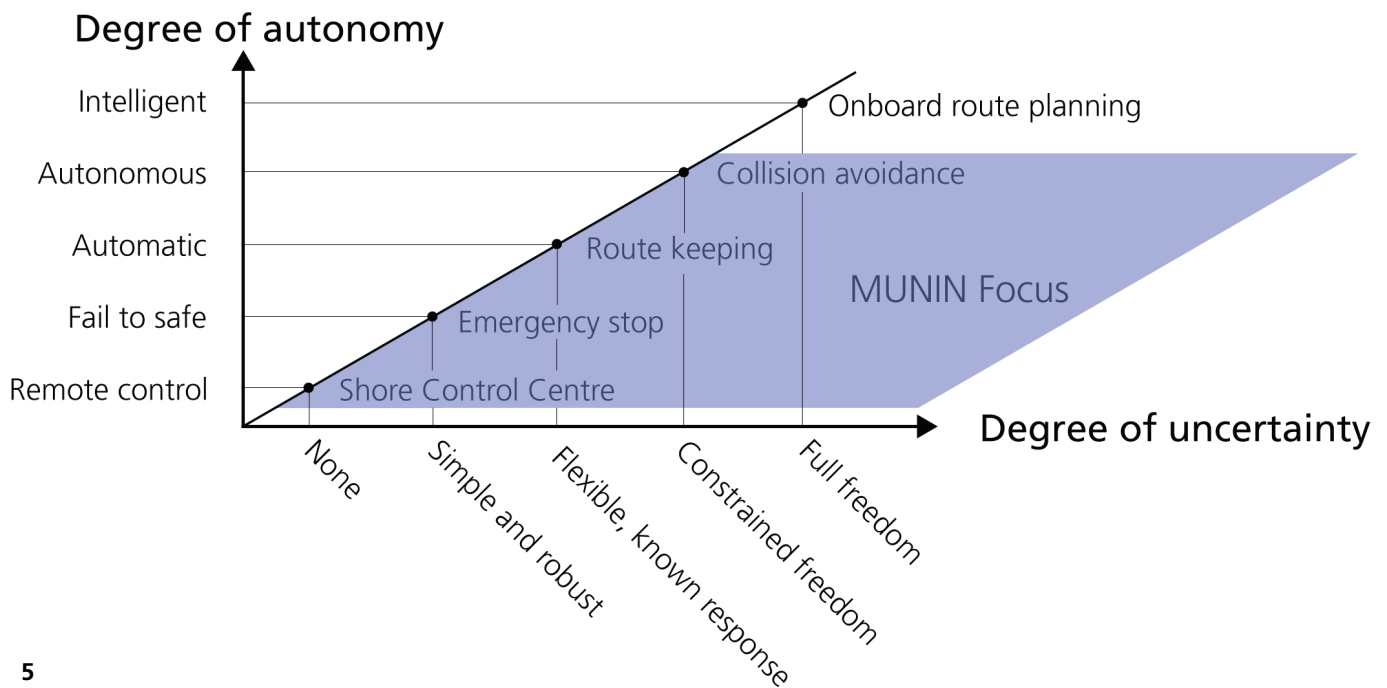 Degree of autonomy
Intelligent
Onboard route planning
Autonomous
Collision avoidance
Automatic
Route keeping
MUNIN Focus
Fail to safe
Emergency stop
Remote control
Shore Control Centre
Degree of uncertainty
None
Simple and robust
Flexible, known response
Constrained freedom
Full freedom
5